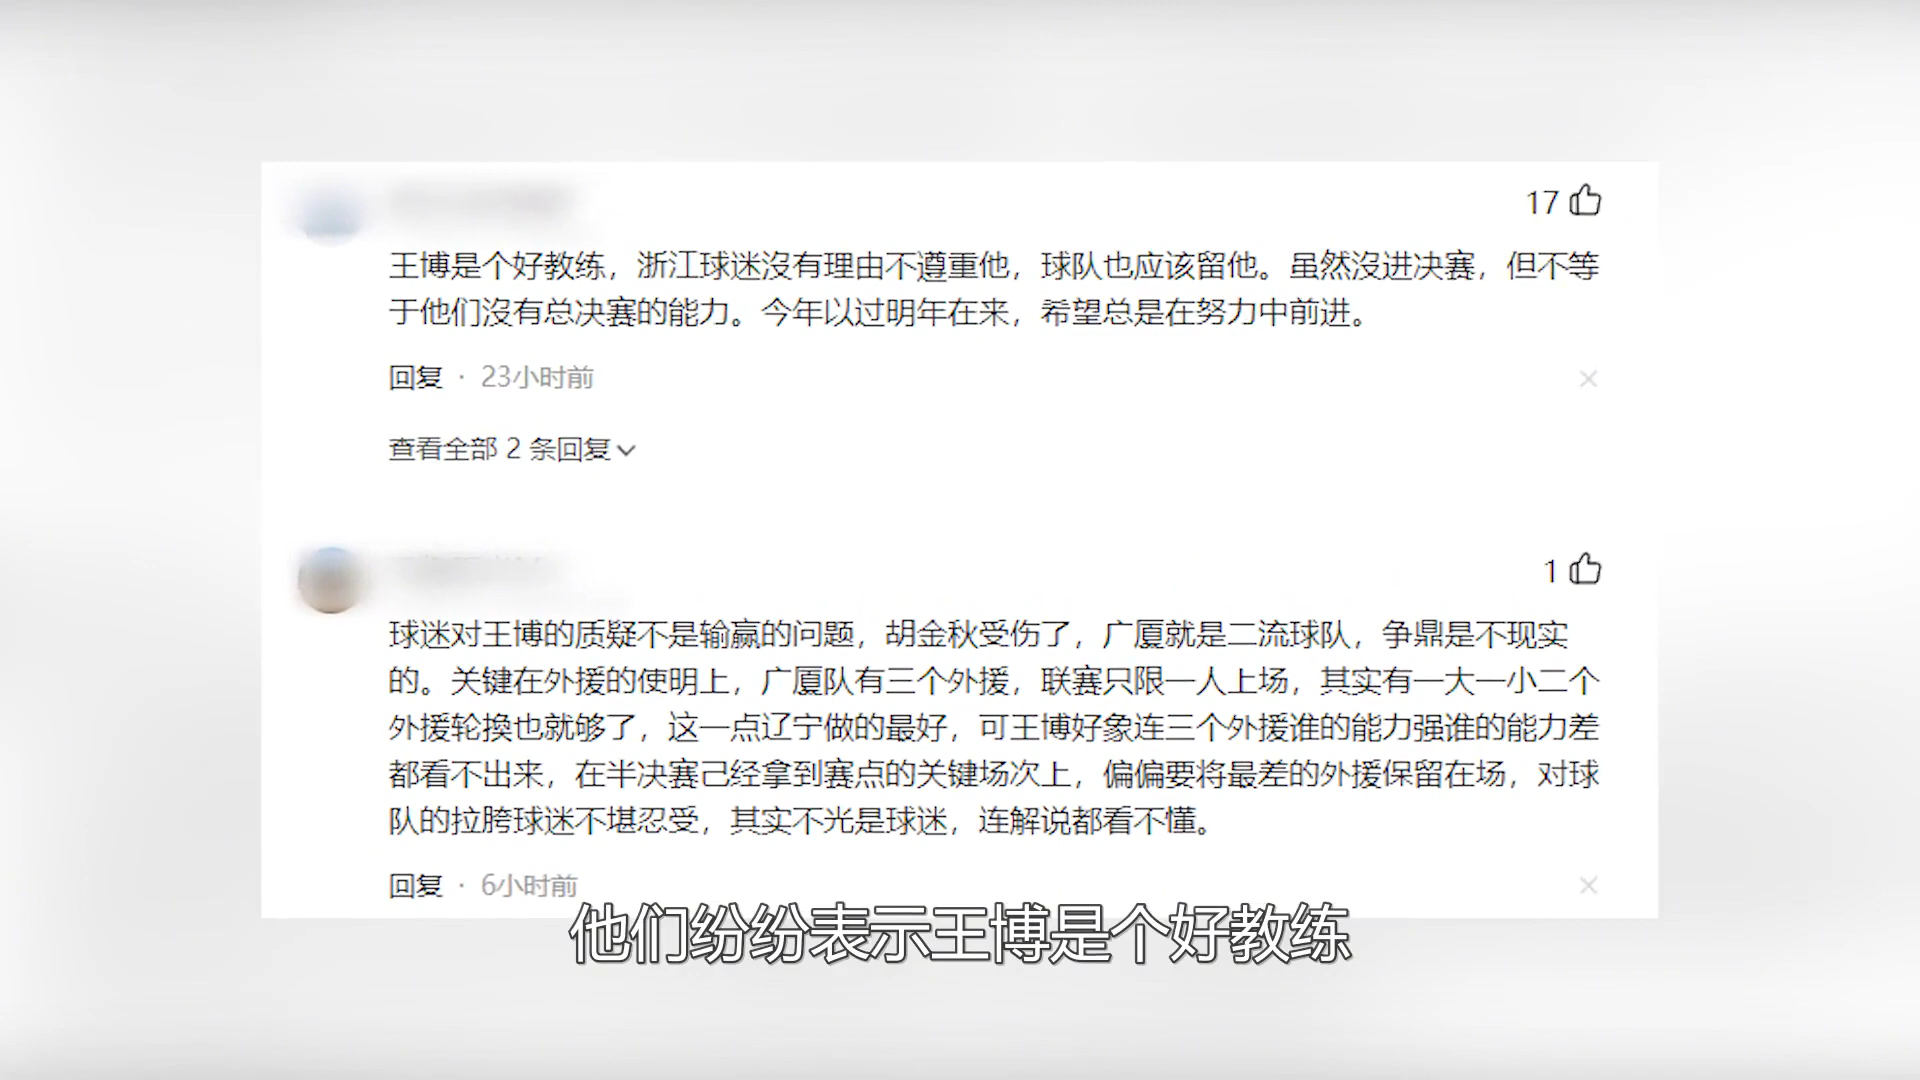 17
王博是个好教练，浙江球迷沒有理由不遵重他，球队也应该留他。虽然沒进决赛，但不等
于他们沒有总决赛的能力。今年以过明年在来，希望总是在努力中前进。
回复 · 23小时前
查看全部 2 条回复
1
球迷对王博的质疑不是输赢的问题，胡金秋受伤了，广厦就是二流球队，争鼎是不现实
的。关键在外援的使明上，广厦队有三个外援，联赛只限一人上场，其实有一大一小二个
外援轮换也就够了，这一点辽宁做的最好，可王博好象连三个外援谁的能力强谁的能力差
都看不出来，在半决赛己经拿到赛点的关键场次上，偏偏要将最差的外援保留在场，对球
队的拉胯球迷不堪忍受，其实不光是球迷，连解说都看不懂。
回复 · 6小时前
他们纷纷表示王博是个好教练